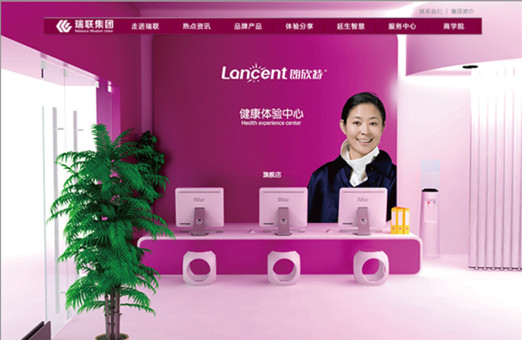 联系我们 | 集团简介
瑞联集团
Reliance Wisdom Union
走进瑞联 热点资讯 品牌产品 体验分享 延生智慧 服务中心 商学院
Lancent 朗欣特®
健康体验中心
Health experience center
旗舰店
iMac iMac iMac